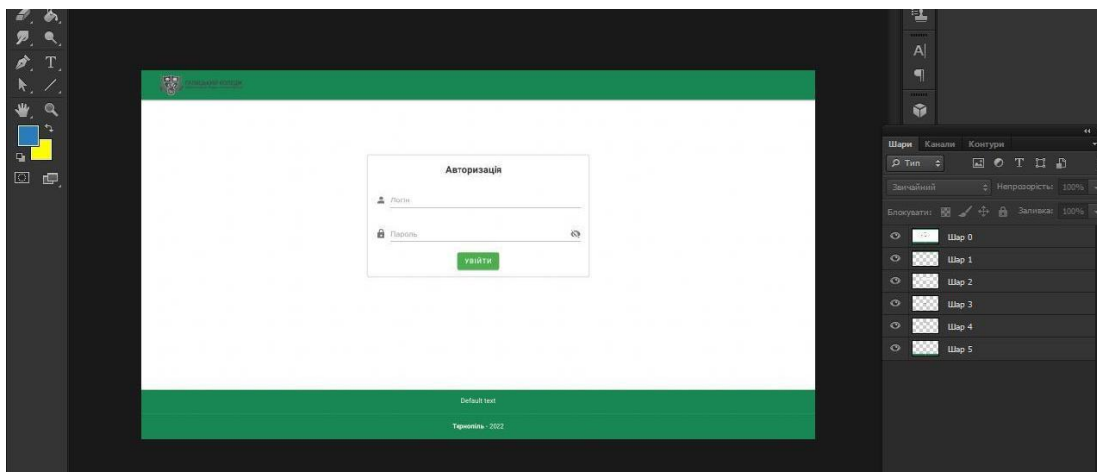 Авторизація
Логін
Пароль
УВІЙТИ
Default text
Тернопіль - 2022
T
A|
Шари Канали Контури
Тип
T
Звичайний Непрозорість: 100%
Блокувати: Заливка: 100%
Шар 0
Шар 1
Шар 2
Шар 3
Шар 4
Шар 5